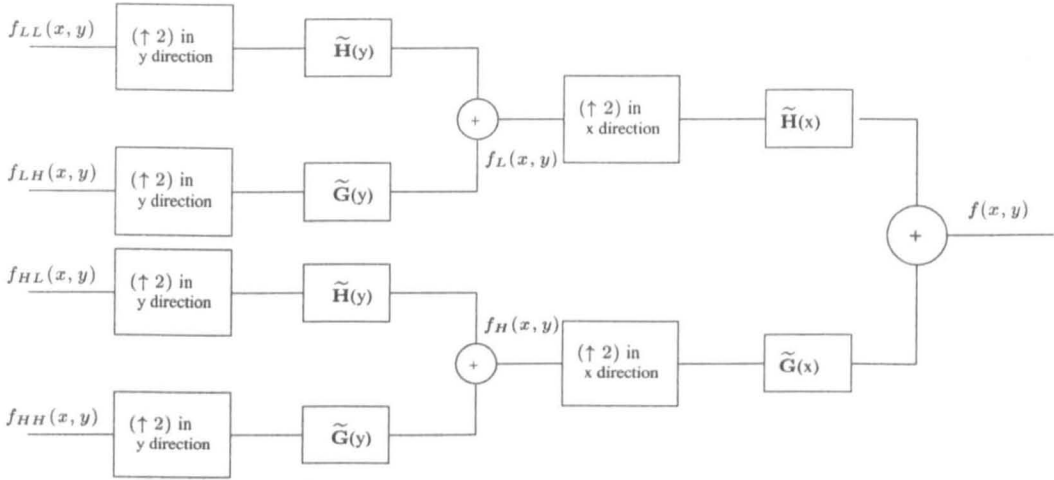 f_{LL}(x, y)
(↑ 2) in
y direction
H̃(y)
+
f_L(x, y)
f_{LH}(x, y)
(↑ 2) in
y direction
G̃(y)
(↑ 2) in
x direction
H̃(x)
+
f(x, y)
f_{HL}(x, y)
(↑ 2) in
y direction
H̃(y)
+
f_H(x, y)
f_{HH}(x, y)
(↑ 2) in
y direction
G̃(y)
(↑ 2) in
x direction
G̃(x)